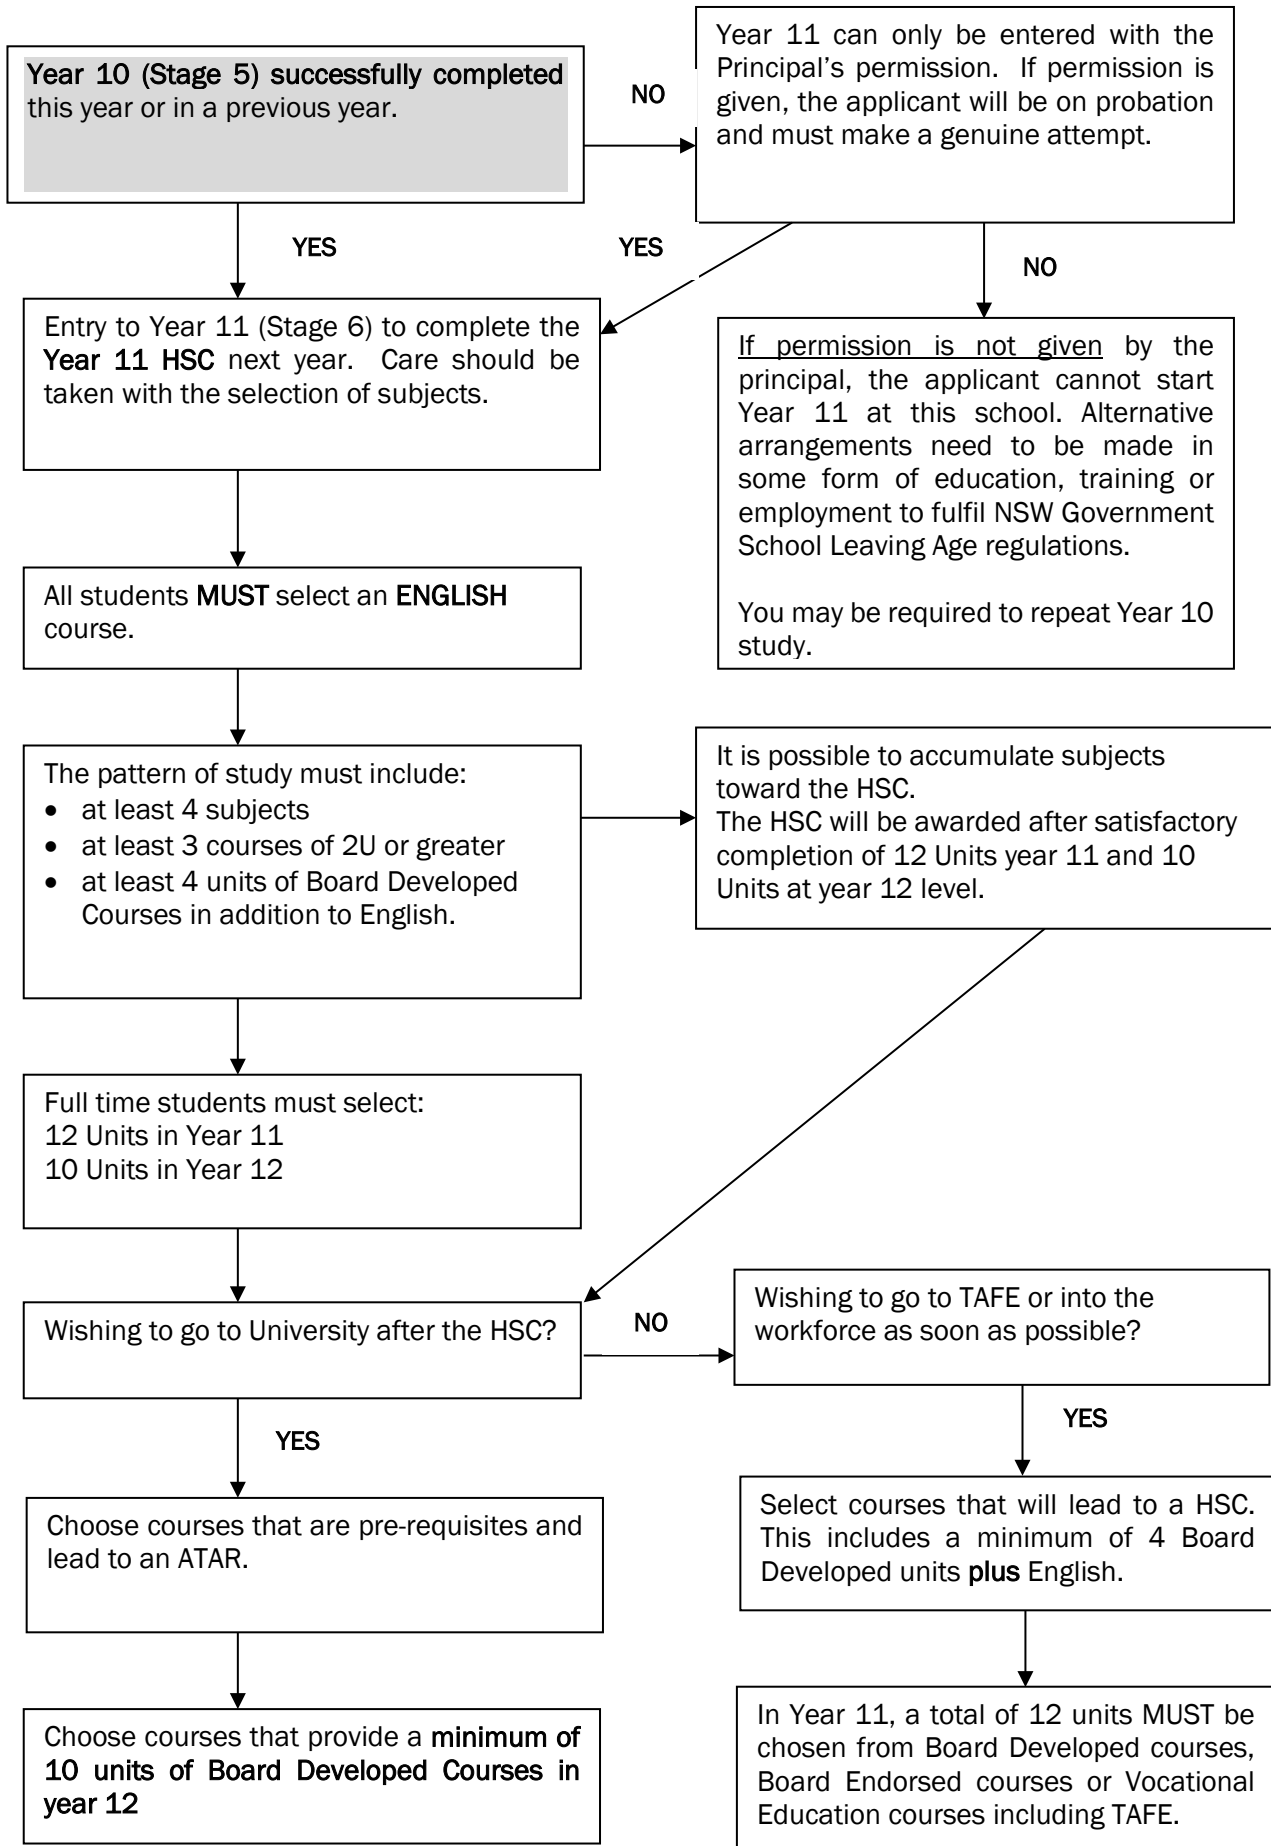 Year 10 (Stage 5) successfully completed
this year or in a previous year.
NO
Year 11 can only be entered with the
Principal's permission. If permission is
given, the applicant will be on probation
and must make a genuine attempt.
YES
YES
NO
Entry to Year 11 (Stage 6) to complete the
Year 11 HSC next year. Care should be
taken with the selection of subjects.
If permission is not given by the
principal, the applicant cannot start
Year 11 at this school. Alternative
arrangements need to be made in
some form of education, training or
employment to fulfil NSW Government
School Leaving Age regulations.
You may be required to repeat Year 10
study.
All students MUST select an ENGLISH
course.
The pattern of study must include:
• at least 4 subjects
• at least 3 courses of 2U or greater
• at least 4 units of Board Developed
Courses in addition to English.
It is possible to accumulate subjects
toward the HSC.
The HSC will be awarded after satisfactory
completion of 12 Units year 11 and 10
Units at year 12 level.
Full time students must select:
12 Units in Year 11
10 Units in Year 12
Wishing to go to University after the HSC?
NO
Wishing to go to TAFE or into the
workforce as soon as possible?
YES
YES
Choose courses that are pre-requisites and
lead to an ATAR.
Select courses that will lead to a HSC.
This includes a minimum of 4 Board
Developed units plus English.
Choose courses that provide a minimum of
10 units of Board Developed Courses in
year 12
In Year 11, a total of 12 units MUST be
chosen from Board Developed courses,
Board Endorsed courses or Vocational
Education courses including TAFE.